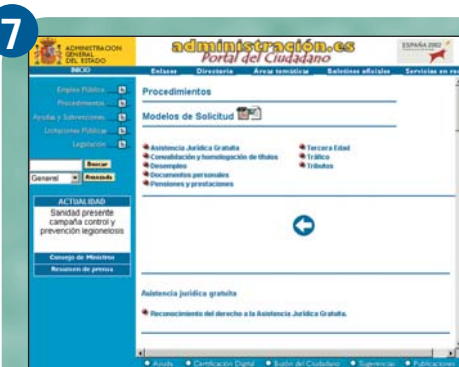 7
ADMINISTRACION
GENERAL
DEL ESTADO
administración.es
Portal del Ciudadano
ESPAÑA 2002
INICIO
Enlaces Directorio Áreas temáticas Boletines oficiales Servicios en re
Empleo Público
Procedimientos
Ayudas y Subvenciones
Licitaciones Públicas
Legislación
Buscar
General Avanzada
ACTUALIDAD
Sanidad presente
campaña control y
prevención legionelosis
Consejo de Ministros
Resumen de prensa
Procedimientos
Modelos de Solicitud
Asistencia Jurídica Gratuita
Convalidación y homologación de títulos
Desempleo
Documentos personales
Pensiones y prestaciones
Tercera Edad
Tráfico
Tributos
Asistencia jurídica gratuita
Reconocimiento del derecho a la Asistencia Jurídica Gratuita.
Ayuda Certificación Digital Buzón del Ciudadano Sugerencias Publicaciones